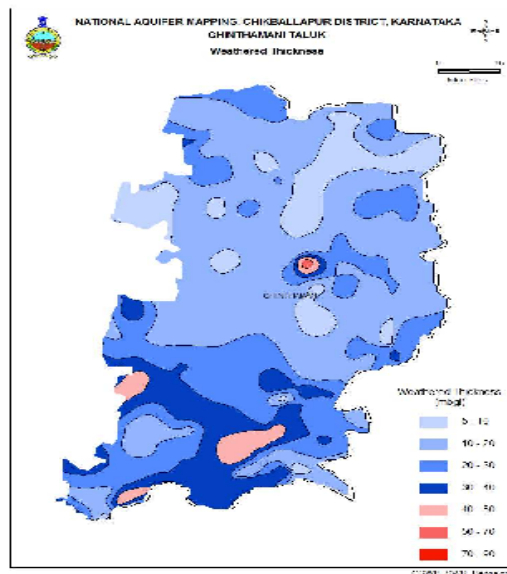 NATIONAL AQUIFER MAPPING, CHIKBALLAPUR DISTRICT, KARNATAKA
CHINTHAMANI TALUK
Weathered Thickness
Weathered Thickness
(mbgl)
5 - 10
10 - 20
20 - 30
30 - 40
40 - 50
50 - 70
70 - 90